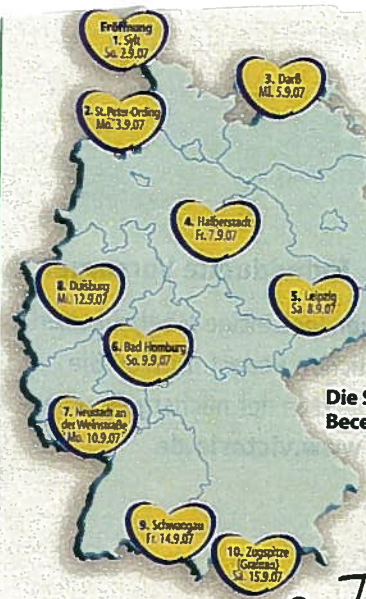 Eröffnung
1. Sylt
So. 2.9.07
2. St. Peter-Ording
Mo. 3.9.07
3. Darß
Mi. 5.9.07
4. Halberstadt
Fr. 7.9.07
5. Leipzig
Sa. 8.9.07
6. Bad Homburg
So. 9.9.07
7. Neustadt an
der Weinstraße
Mo. 10.9.07
8. Duisburg
Mi. 12.9.07
9. Schwangau
Fr. 14.9.07
10. Zugspitze
(Grainau)
Sa. 15.9.07
Die S
Bece